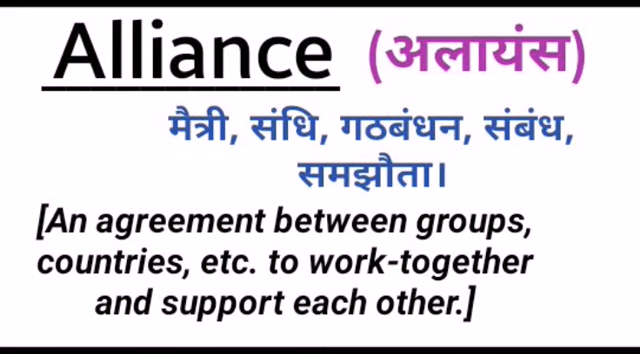 Alliance (अलायंस)
मैत्री, संधि, गठबंधन, संबंध,
समझौता।
[An agreement between groups,
countries, etc. to work-together
and support each other.]